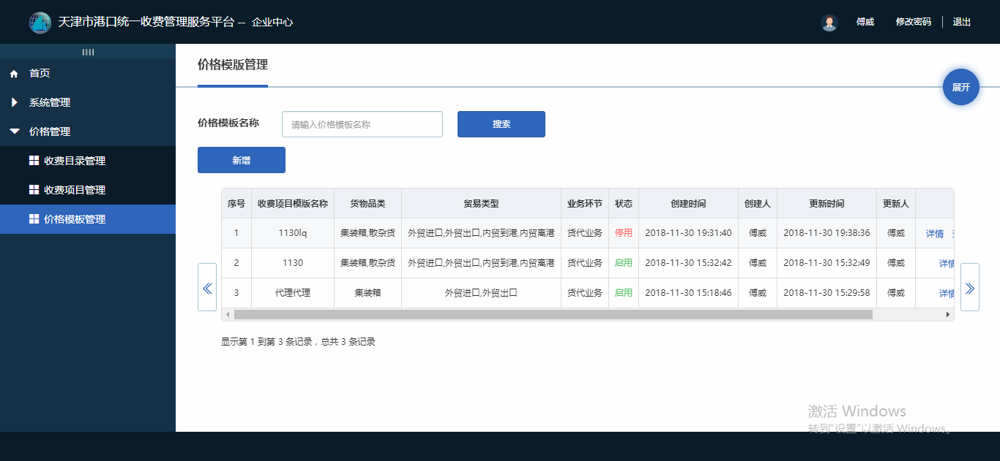 天津市港口统一收费管理服务平台 -- 企业中心
傅威 修改密码 退出
首页
系统管理
价格管理
收费目录管理
收费项目管理
价格模板管理
价格模版管理
展开
价格模板名称 请输入价格模板名称 搜索
新增
序号 收费项目模版名称 货物品类 贸易类型 业务环节 状态 创建时间 创建人 更新时间 更新人
1 1130lq 集装箱,散杂货 外贸进口,外贸出口,内贸到港,内贸离港 货代业务 停用 2018-11-30 19:31:40 傅威 2018-11-30 19:38:36 傅威 详情
2 1130 集装箱,散杂货 外贸进口,外贸出口,内贸到港,内贸离港 货代业务 启用 2018-11-30 15:32:42 傅威 2018-11-30 15:32:49 傅威 详情
3 代理代理 集装箱 外贸进口,外贸出口 货代业务 启用 2018-11-30 15:18:46 傅威 2018-11-30 15:29:58 傅威 详情
显示第 1 到第 3 条记录，总共 3 条记录
激活 Windows
转到"设置"以激活 Windows。